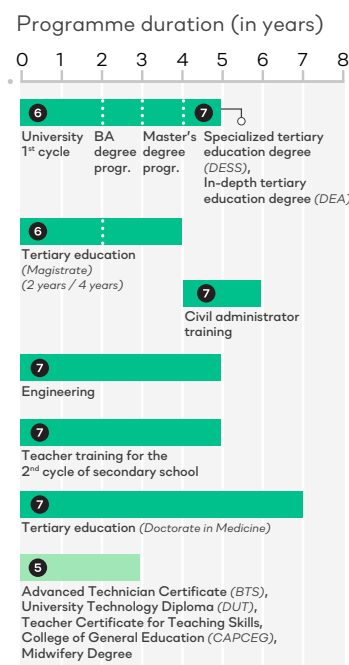 Programme duration (in years)
0 1 2 3 4 5 6 7 8
6 7
University BA Master's Specialized tertiary
1st cycle degree degree education degree
progr. progr. (DESS),
In-depth tertiary
education degree (DEA)
6
Tertiary education
(Magistrate)
(2 years / 4 years)
7
Civil administrator
training
7
Engineering
7
Teacher training for the
2nd cycle of secondary school
7
Tertiary education (Doctorate in Medicine)
5
Advanced Technician Certificate (BTS),
University Technology Diploma (DUT),
Teacher Certificate for Teaching Skills,
College of General Education (CAPCEG),
Midwifery Degree